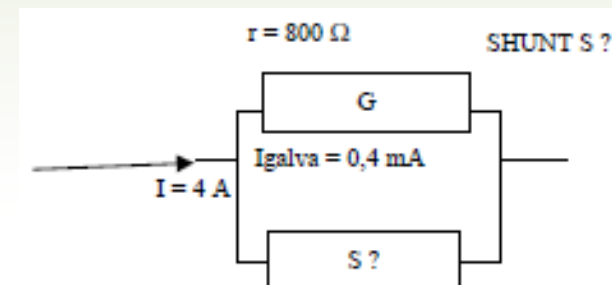 r = 800 Ω
SHUNT S ?
G
Igalva = 0,4 mA
I = 4 A
S ?